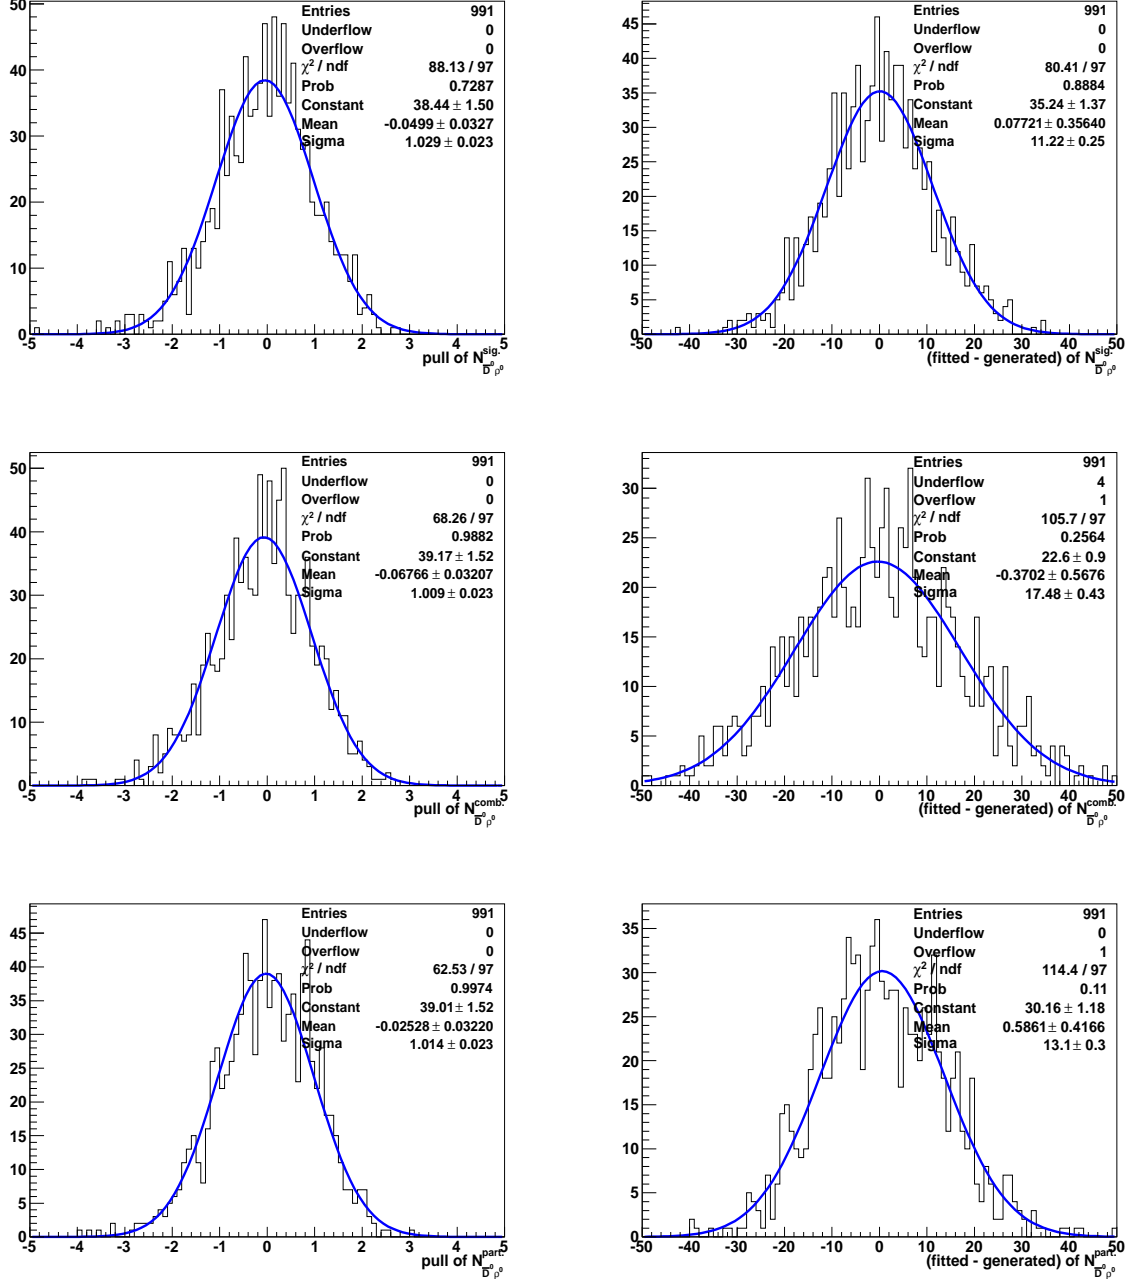 Entries 991
Underflow 0
Overflow 0
χ² / ndf 88.13 / 97
Prob 0.7287
Constant 38.44 ± 1.50
Mean -0.0499 ± 0.0327
Sigma 1.029 ± 0.023
50
40
30
20
10
0
-5 -4 -3 -2 -1 0 1 2 3 4 5
pull of N^sig._D̅⁰ρ⁰
Entries 991
Underflow 0
Overflow 0
χ² / ndf 80.41 / 97
Prob 0.8884
Constant 35.24 ± 1.37
Mean 0.07721 ± 0.35640
Sigma 11.22 ± 0.25
45
40
35
30
25
20
15
10
5
0
-50 -40 -30 -20 -10 0 10 20 30 40 50
(fitted - generated) of N^sig._D̅⁰ρ⁰
Entries 991
Underflow 0
Overflow 0
χ² / ndf 68.26 / 97
Prob 0.9882
Constant 39.17 ± 1.52
Mean -0.06766 ± 0.03207
Sigma 1.009 ± 0.023
50
40
30
20
10
0
-5 -4 -3 -2 -1 0 1 2 3 4 5
pull of N^comb._D̅⁰ρ⁰
Entries 991
Underflow 4
Overflow 1
χ² / ndf 105.7 / 97
Prob 0.2564
Constant 22.6 ± 0.9
Mean -0.3702 ± 0.5676
Sigma 17.48 ± 0.43
30
25
20
15
10
5
0
-50 -40 -30 -20 -10 0 10 20 30 40 50
(fitted - generated) of N^comb._D̅⁰ρ⁰
Entries 991
Underflow 0
Overflow 0
χ² / ndf 62.53 / 97
Prob 0.9974
Constant 39.01 ± 1.52
Mean -0.02528 ± 0.03220
Sigma 1.014 ± 0.023
45
40
35
30
25
20
15
10
5
0
-5 -4 -3 -2 -1 0 1 2 3 4 5
pull of N^part._D̅⁰ρ⁰
Entries 991
Underflow 0
Overflow 1
χ² / ndf 114.4 / 97
Prob 0.11
Constant 30.16 ± 1.18
Mean 0.5861 ± 0.4166
Sigma 13.1 ± 0.3
35
30
25
20
15
10
5
0
-50 -40 -30 -20 -10 0 10 20 30 40 50
(fitted - generated) of N^part._D̅⁰ρ⁰